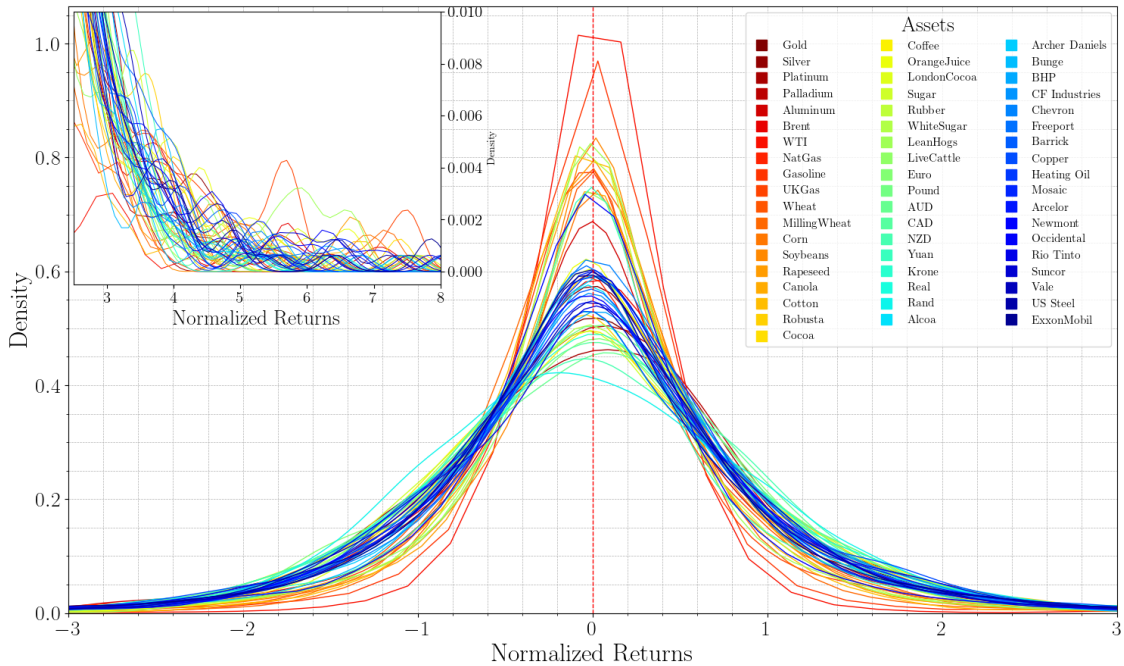 0.010
0.008
0.006
0.004
0.002
0.000
Density
3
4
5
6
7
8
Normalized Returns
Assets
Gold
Silver
Platinum
Palladium
Aluminum
Brent
WTI
NatGas
Gasoline
UKGas
Wheat
MillingWheat
Corn
Soybeans
Rapeseed
Canola
Cotton
Robusta
Cocoa
Coffee
OrangeJuice
LondonCocoa
Sugar
Rubber
WhiteSugar
LeanHogs
LiveCattle
Euro
Pound
AUD
CAD
NZD
Yuan
Krone
Real
Rand
Alcoa
Archer Daniels
Bunge
BHP
CF Industries
Chevron
Freeport
Barrick
Copper
Heating Oil
Mosaic
Arcelor
Newmont
Occidental
Rio Tinto
Suncor
Vale
US Steel
ExxonMobil
1.0
0.8
0.6
0.4
0.2
0.0
Density
−3
−2
−1
0
1
2
3
Normalized Returns